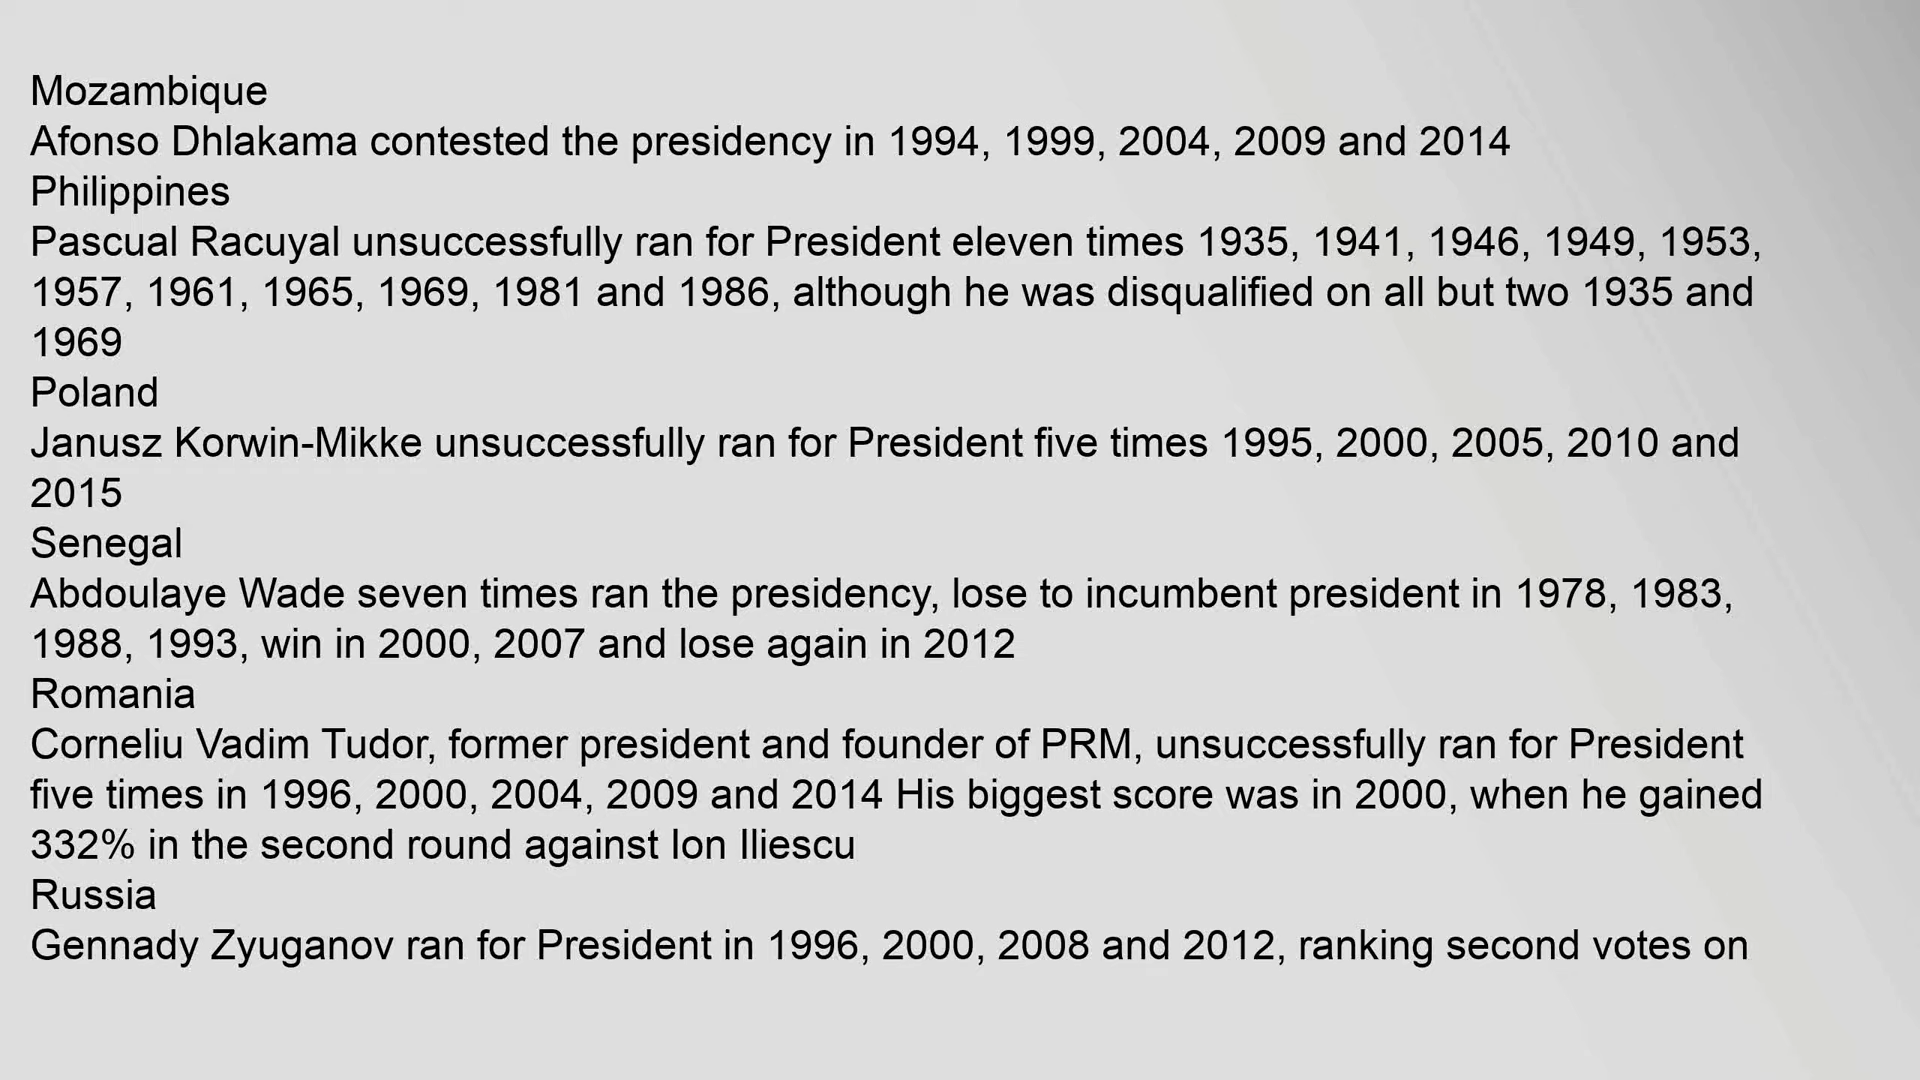 Mozambique
Afonso Dhlakama contested the presidency in 1994, 1999, 2004, 2009 and 2014
Philippines
Pascual Racuyal unsuccessfully ran for President eleven times 1935, 1941, 1946, 1949, 1953,
1957, 1961, 1965, 1969, 1981 and 1986, although he was disqualified on all but two 1935 and
1969
Poland
Janusz Korwin-Mikke unsuccessfully ran for President five times 1995, 2000, 2005, 2010 and
2015
Senegal
Abdoulaye Wade seven times ran the presidency, lose to incumbent president in 1978, 1983,
1988, 1993, win in 2000, 2007 and lose again in 2012
Romania
Corneliu Vadim Tudor, former president and founder of PRM, unsuccessfully ran for President
five times in 1996, 2000, 2004, 2009 and 2014 His biggest score was in 2000, when he gained
332% in the second round against Ion Iliescu
Russia
Gennady Zyuganov ran for President in 1996, 2000, 2008 and 2012, ranking second votes on